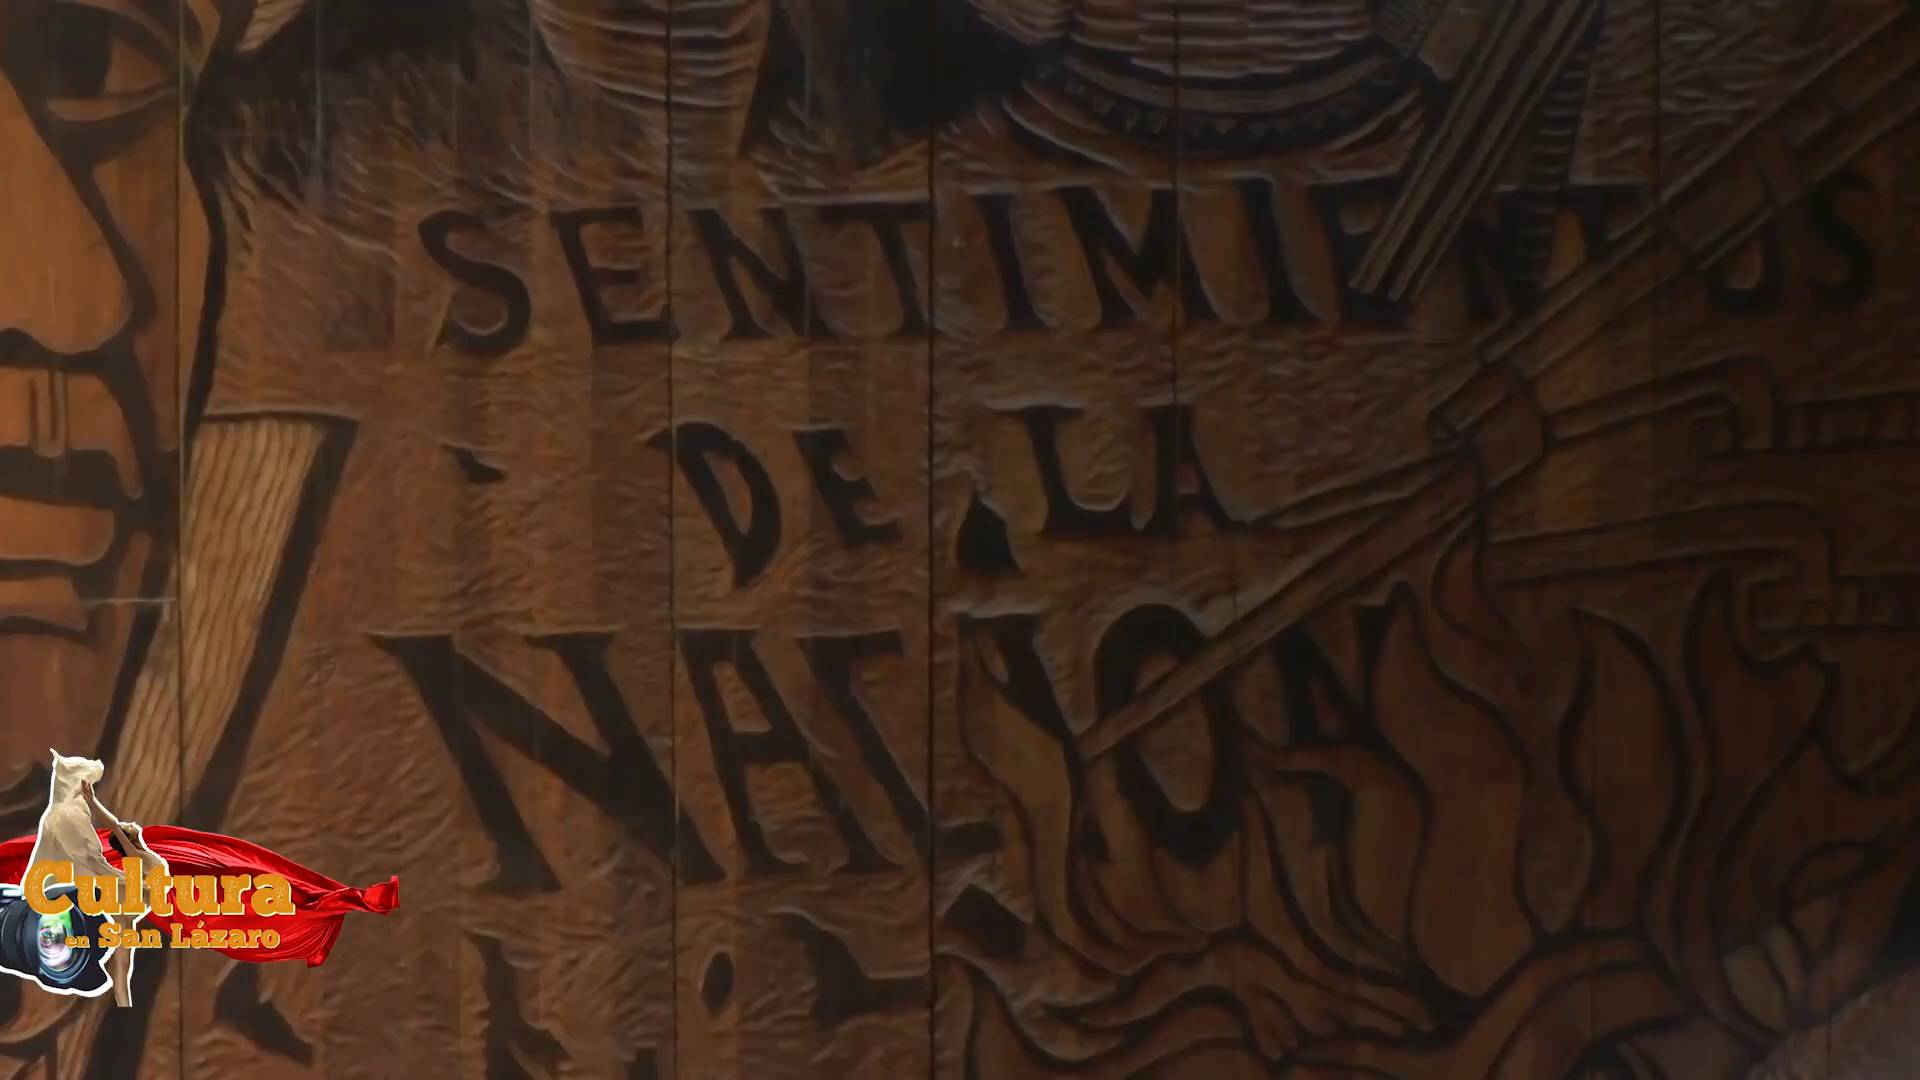 SENTIMIENTOS
DE LA
NACION
Cultura
en San Lázaro